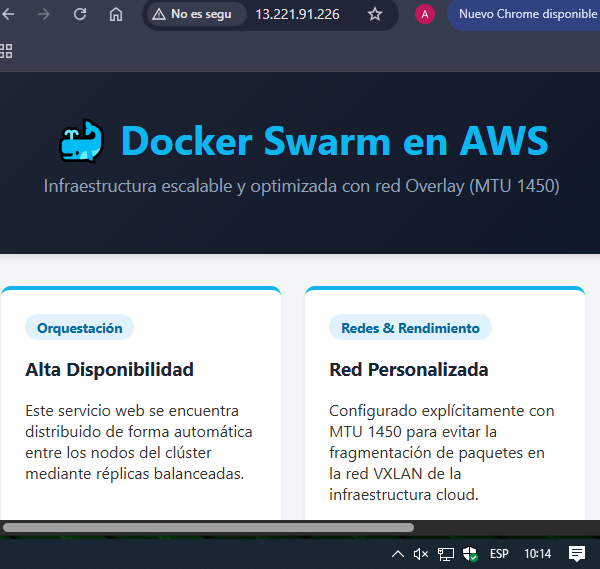 No es segu 13.221.91.226 A Nuevo Chrome disponible
Docker Swarm en AWS
Infraestructura escalable y optimizada con red Overlay (MTU 1450)
Orquestación
Alta Disponibilidad
Este servicio web se encuentra
distribuido de forma automática
entre los nodos del clúster
mediante réplicas balanceadas.
Redes & Rendimiento
Red Personalizada
Configurado explícitamente con
MTU 1450 para evitar la
fragmentación de paquetes en
la red VXLAN de la
infraestructura cloud.
ESP 10:14